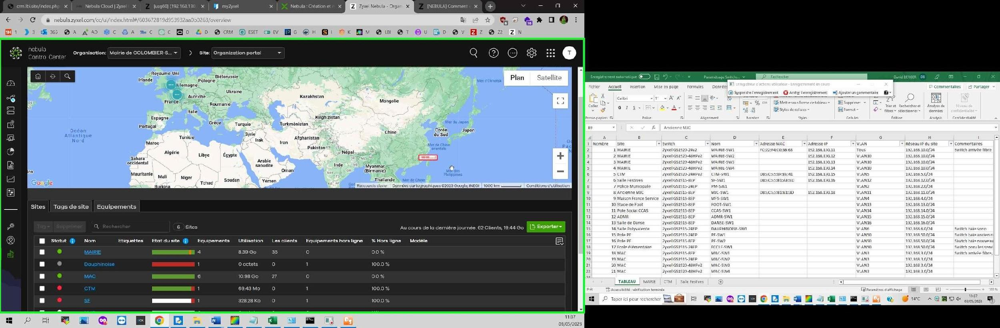 crm.lbi.site/index.php
Nebula Cloud | Zyxel
[usg60] [192.168.130.
myZyxel
Nebula : Création et
Zyxel Nebula - Organ
[NEBULA] Comment
nebula.zyxel.com/cc/ui/index.html#/603672819d953932aa0b0263/overview
1 3 365 A AD C A C C D D CRM ESET EV G H I K M LBI T U D V Z Z2 N
nebula
Control Center
Organisation: Mairie de COLOMBIER-S...
Site: Organization portal
T
Plan Satellite
Royaume-Uni
Irlande
Biélorussie
Pologne
Allemagne
Ukraine
Autriche
France
Roumanie
Italie
Espagne
Portugal
Grèce
Turquie
Océan
Atlantique
Nord
Kazakhstan
Mongolie
Kirghizistan
Turkménistan
Syrie
Irak
Iran
Afghanistan
Pakistan
Népal
Chine
Corée
du Sud
Japon
Mer du Japon
Mer d'Okhotsk
Mer de Chine
orientale
Maroc
Tunisie
Algérie
Libye
Égypte
Sahara
occidental
Arabie
saoudite
Oman
Inde
Myanmar
(Birmanie)
Mer des
Philippines
Mauritanie
Mali
Niger
Tchad
Soudan
Yémen
Thaïlande
Mer de Chine
Burkina
Google
Raccourcis clavier Données cartographiques ©2023 Google, INEGI 1000 km Conditions d'utilisation
Sites Tags de site Equipements
Tag Supprimer Rechercher 6 Sites
Au cours de la dernière journée. 62 Clients, 19.44 Go Exporter
Statut Nom Etiquettes Etat du site Equipements Utilisation Les clients Equipements hors ligne % Hors ligne Modèle
MAIRIE 4 8.39 Go 35 0 0.0 %
Dauphinoise 1 0 octets 0 1 100.0 %
MAC 6 10.98 Go 27 0 0.0 %
CTM 1 69.43 Mo 0 1 100.0 %
SF 1 328.28 Ko 0 1 100.0 %
11:37
03/05/2023
Enregistrement automatique Paramétrage Switchs... Rechercher David BERGER DB
Fichier Accueil Insertion Mise en page Formules Données
Enregistreur d'actions utilisateur - Enregistrement en cours
Suspendre l'enregistrement Arrêter l'enregistrement Ajouter un commentaire
Commentaires Partager
Coller
Calibri
G I S
Mettre sous forme de tableau
Styles de cellules
Supprimer
Format
Trier et
filtrer
Rechercher et
sélectionner
Analyse de
données
Niveau de
confidentialité
Presse-papiers Police Alignement Nombre Styles Cellules Édition Analysis Confidentialité
B9 Ancienne MJC
A B C D E F G H I
1 Nombre Site Switch Nom Adresse MAC Adresse IP VLAN Réseau IP du site Commentaires
2 1 MAIRIE Zyxel GS1920-24v2 MAIRIE-SW1 FC:22:F4:C0:3B:68 192.168.130.11 Tous 192.168.10.0/24 Switch arrivée fibre
3 2 MAIRIE Zyxel GS1920-48HPv2 MAIRIE-SW2 192.168.130.12 VLAN10 192.168.10.0/24
4 3 MAIRIE Zyxel GS1920-48HPv2 MAIRIE-SW3 192.168.130.13 VLAN10 192.168.10.0/24
5 4 MAIRIE Zyxel GS1920-48HPv2 MAIRIE-SW4 192.168.130.14 VLAN10 192.168.10.0/24
6 5 CTM Zyxel GS1920-24HPv2 CTM-SW1 D8:EC:E5:8F:BE:41 192.168.130.15 VLAN5 192.168.5.0/24
7 6 Salle Festives Zyxel GS1915-8EP SF-SW1 D8:EC:E5:B1:AB:ED 192.168.130.16 VLAN12 192.168.12.0/24
8 7 Police Municipale Zyxel GS1915-24EP PM-SW1 VLAN2 192.168.2.0/24
9 8 Ancienne MJC Zyxel GS1915-8EP MJC-SW1 D8:EC:E5:B1:B1:3D 192.168.130.18 VLAN11 192.168.11.0/24
10 9 Maison France Service Zyxel GS1915-8EP MFS-SW1 VLAN4 192.168.4.0/24
11 10 Stade de Foot Zyxel GS1915-8EP FOOT-SW1 VLAN13 192.168.13.0/24
12 11 Pole Social CCAS Zyxel GS1915-8EP CCAS-SW1 VLAN14 192.168.14.0/24
13 12 ADMR Zyxel GS1915-8EP ADMR-SW1 VLAN15 192.168.15.0/24
14 13 Salle de Danse Zyxel GS1915-8EP DANSE-SW1 VLAN16 192.168.16.0/24
15 14 Salle Polyvalente Zyxel GS1915-24EP DAUPHINOISE-SW1 VLAN6 192.168.6.0/24 Switch baie sono
16 15 Pole PE Zyxel GS1915-24EP PE-SW1 VLAN50 192.168.50.0/24 Switch baie ancien r
17 16 Pole PE Zyxel GS1915-8EP PE-SW2 VLAN50 192.168.50.0/24 Siwtch baie nouveau
18 17 Ecole élémentaire Zyxel GS1915-24EP ECOLE-SW1 VLAN50 192.168.50.0/24 Switch poru les servi
19 18 MAC Zyxel GS1915-8EP MAC-SW1 VLAN3 192.168.3.0/24 Switch arrivée fibre,
20 19 MAC Zyxel GS1915-24EP MAC-SW2 VLAN3 192.168.3.0/24
21 20 MAC Zyxel GS1920-48HPv2 MAC-SW3 VLAN3 192.168.3.0/24
22 21 MAC Zyxel GS1920-48HPv2 MAC-SW4 VLAN3 192.168.3.0/24
TABLEAU MAIRIE CTM Salle Festives
Prêt Accessibilité : vérification terminée Paramètres d'affichage 100 %
Taper ici pour rechercher 14°C 11:37
03/05/2023